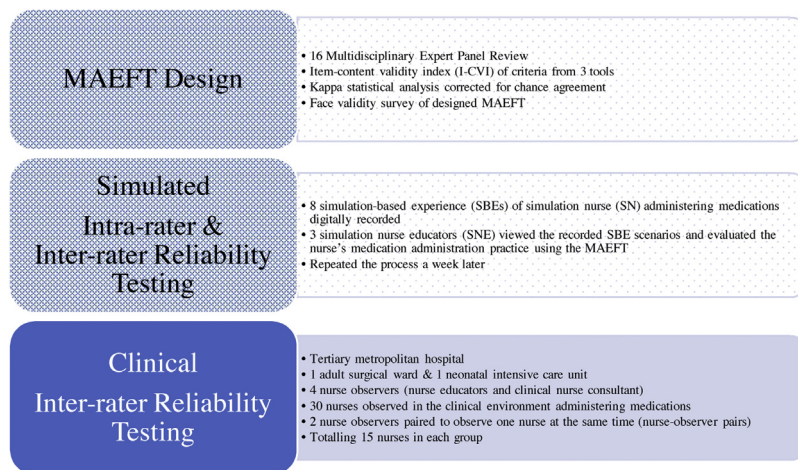 MAEFT Design
• 16 Multidisciplinary Expert Panel Review
• Item-content validity index (I-CVI) of criteria from 3 tools
• Kappa statistical analysis corrected for chance agreement
• Face validity survey of designed MAEFT
Simulated
Intra-rater &
Inter-rater Reliability
Testing
• 8 simulation-based experience (SBEs) of simulation nurse (SN) administering medications
digitally recorded
• 3 simulation nurse educators (SNE) viewed the recorded SBE scenarios and evaluated the
nurse's medication administration practice using the MAEFT
• Repeated the process a week later
Clinical
Inter-rater Reliability
Testing
• Tertiary metropolitan hospital
• 1 adult surgical ward & 1 neonatal intensive care unit
• 4 nurse observers (nurse educators and clinical nurse consultant)
• 30 nurses observed in the clinical environment administering medications
• 2 nurse observers paired to observe one nurse at the same time (nurse-observer pairs)
• Totalling 15 nurses in each group